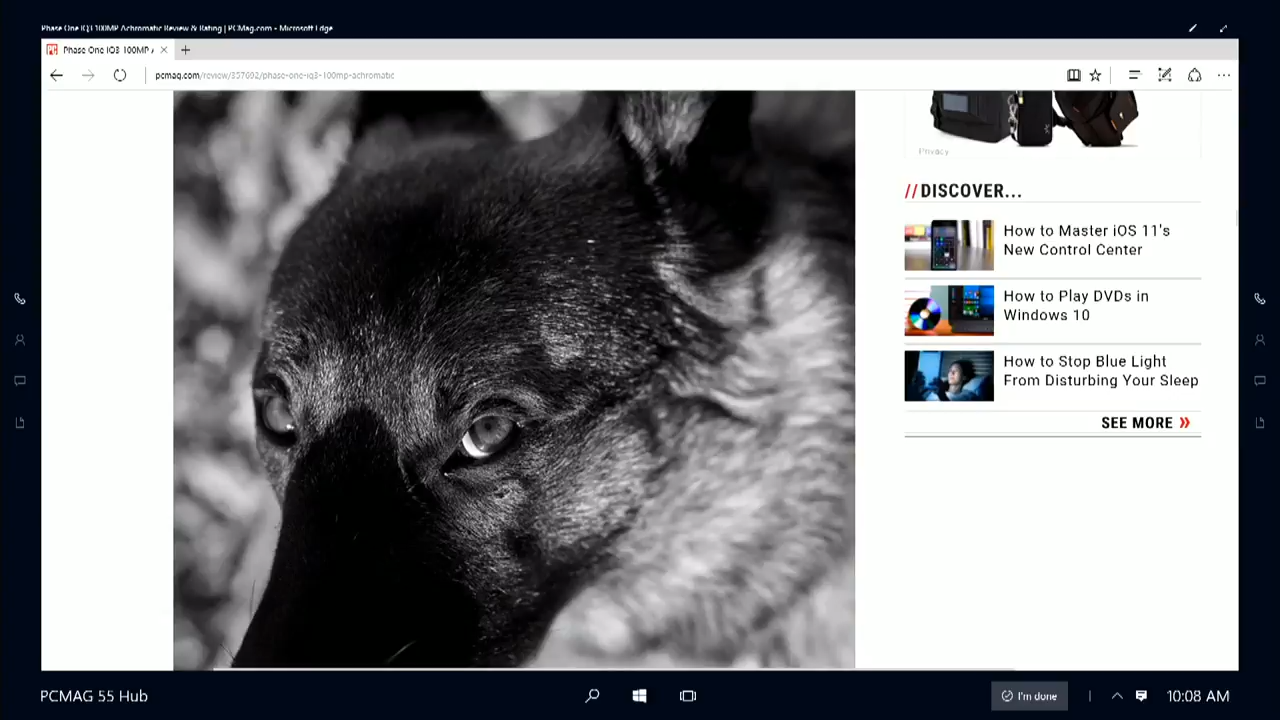 Phase One IQ3 100MP Achromatic Review & Rating | PCMag.com - Microsoft Edge
PC
Phase One IQ3 100MP A
pcmag.com/review/357602/phase-one-iq3-100mp-achromatic
Privacy
//DISCOVER...
How to Master iOS 11's
New Control Center
How to Play DVDs in
Windows 10
How to Stop Blue Light
From Disturbing Your Sleep
SEE MORE »
PCMAG 55 Hub
I'm done
10:08 AM